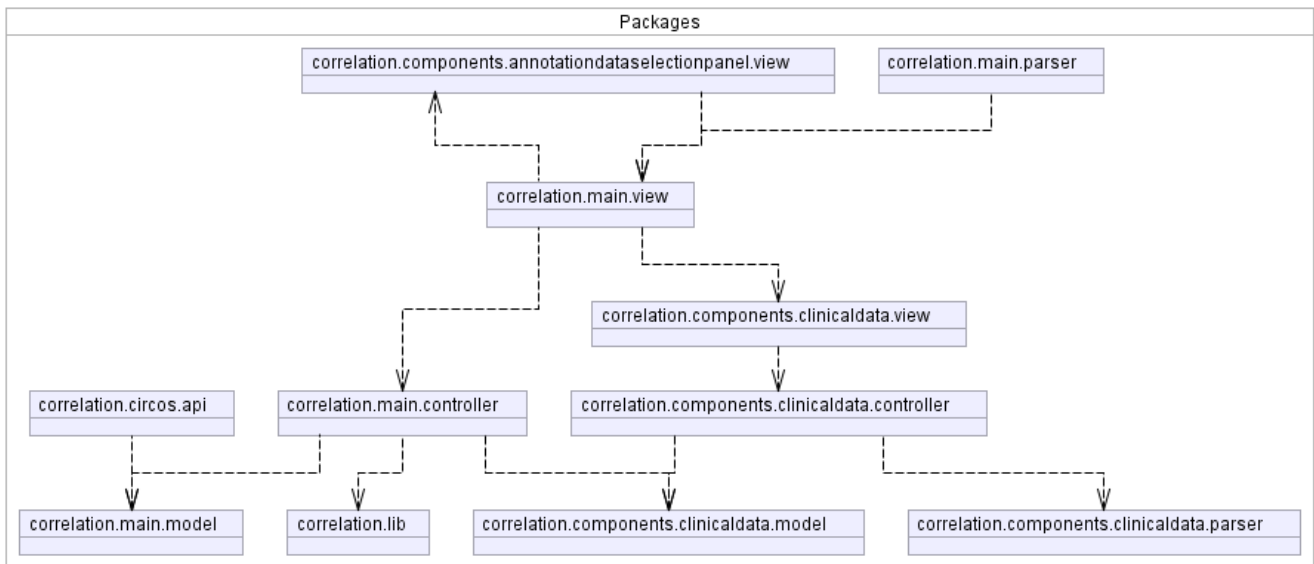 Packages
correlation.components.annotationdataselectionpanel.view
correlation.main.parser
correlation.main.view
correlation.components.clinicaldata.view
correlation.circos.api
correlation.main.controller
correlation.components.clinicaldata.controller
correlation.main.model
correlation.lib
correlation.components.clinicaldata.model
correlation.components.clinicaldata.parser